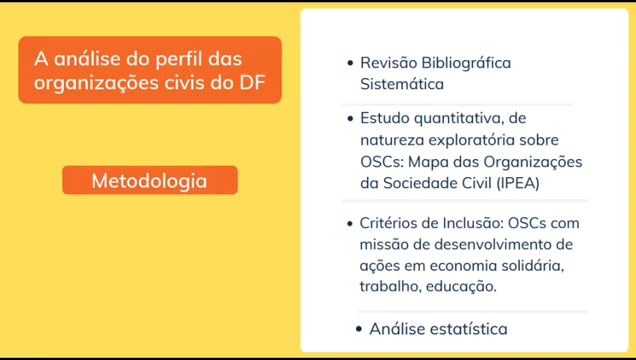 A análise do perfil das
organizações civis do DF
Metodologia
• Revisão Bibliográfica
Sistemática
• Estudo quantitativa, de
natureza exploratória sobre
OSCs: Mapa das Organizações
da Sociedade Civil (IPEA)
• Critérios de Inclusão: OSCs com
missão de desenvolvimento de
ações em economia solidária,
trabalho, educação.
• Análise estatística